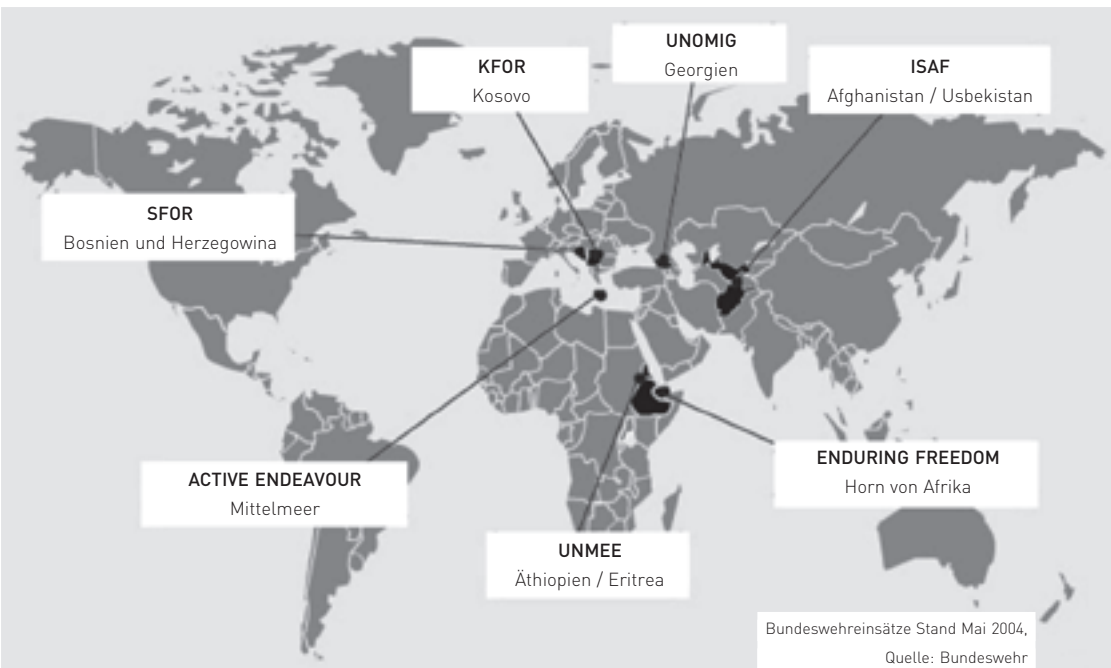 UNOMIG
Georgien
KFOR
Kosovo
ISAF
Afghanistan / Usbekistan
SFOR
Bosnien und Herzegowina
ACTIVE ENDEAVOUR
Mittelmeer
ENDURING FREEDOM
Horn von Afrika
UNMEE
Äthiopien / Eritrea
Bundeswehreinsätze Stand Mai 2004,
Quelle: Bundeswehr